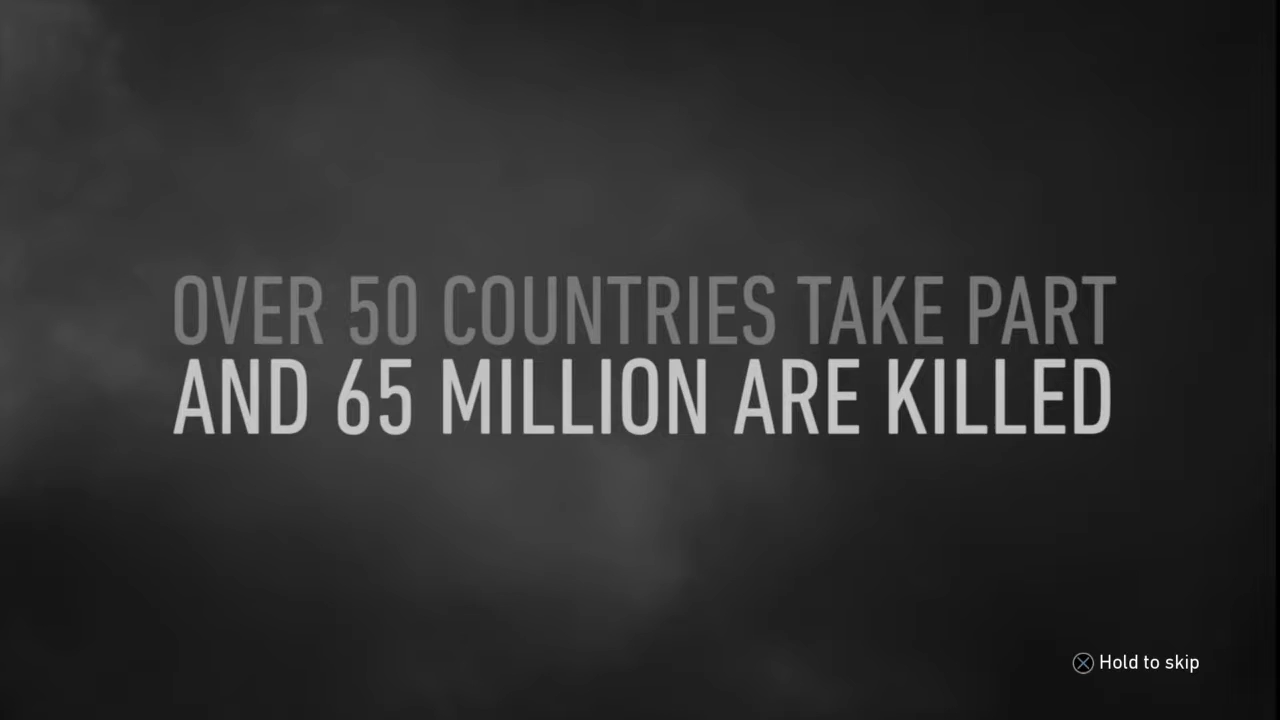 OVER 50 COUNTRIES TAKE PART
AND 65 MILLION ARE KILLED
Hold to skip